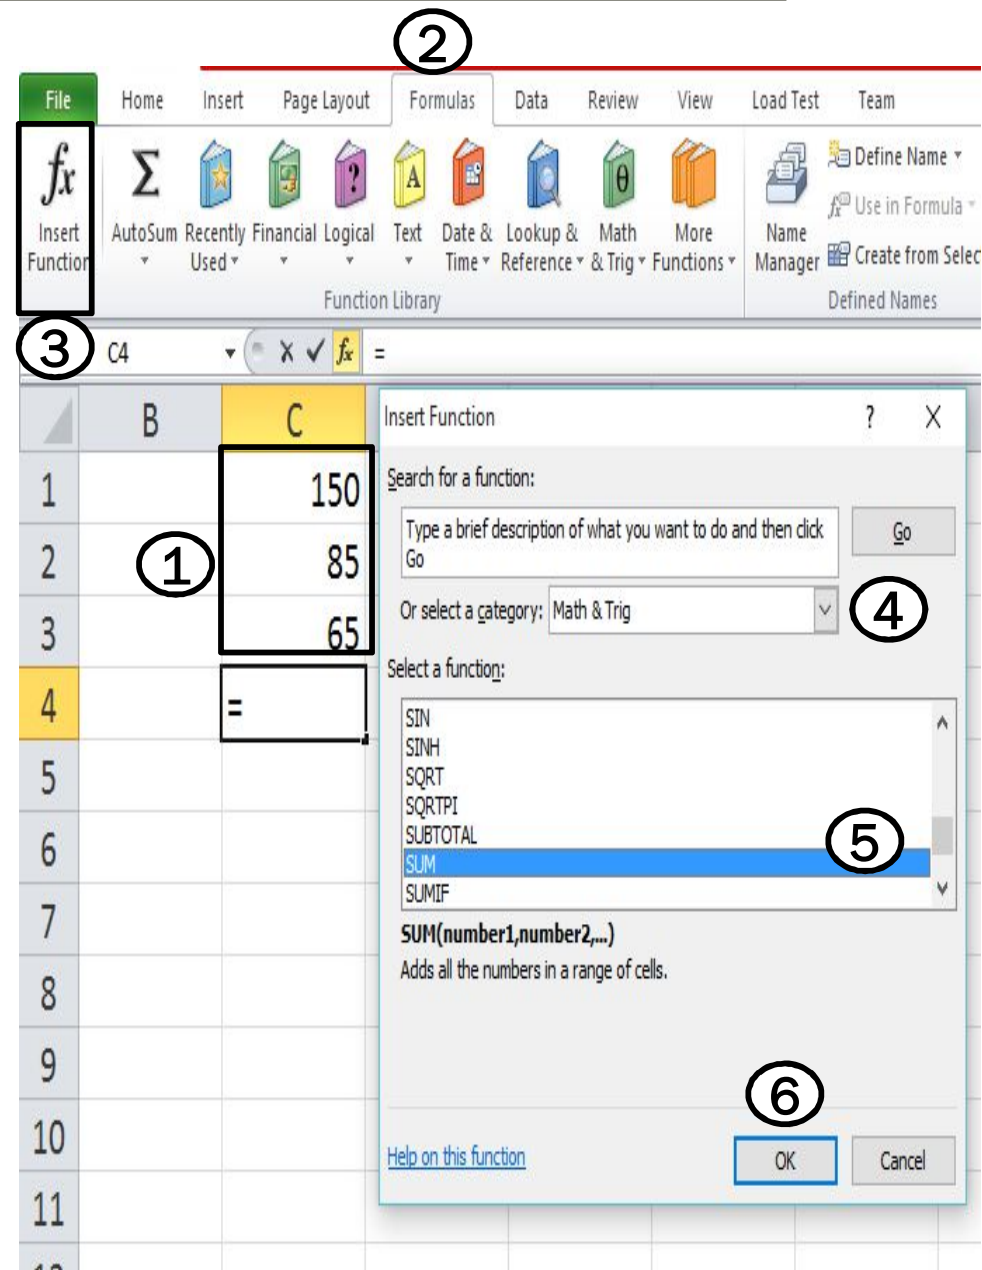 2
File Home Insert Page Layout Formulas Data Review View Load Test Team
fx Σ ? A θ
Define Name
Use in Formula
Create from Selec
Insert Function
AutoSum
Recently Used
Financial
Logical
Text
Date & Time
Lookup & Reference
Math & Trig
More Functions
Name Manager
Function Library
Defined Names
3
C4 fx =
B C
1 150
2 85
3 65
4 =
5
6
7
8
9
10
11
1
Insert Function ? X
Search for a function:
Type a brief description of what you want to do and then click
Go
Go
Or select a category: Math & Trig
4
Select a function:
SIN
SINH
SQRT
SQRTPI
SUBTOTAL
SUM
SUMIF
5
SUM(number1,number2,...)
Adds all the numbers in a range of cells.
6
Help on this function
OK
Cancel